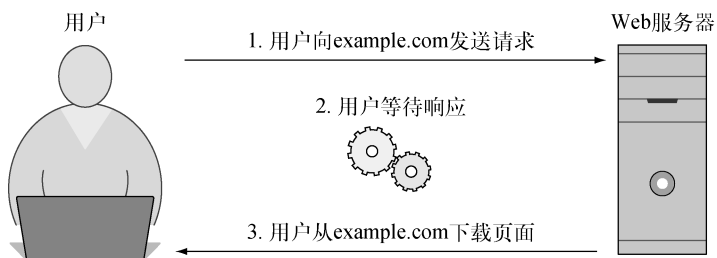 用户
Web服务器
1. 用户向example.com发送请求
2. 用户等待响应
3. 用户从example.com下载页面